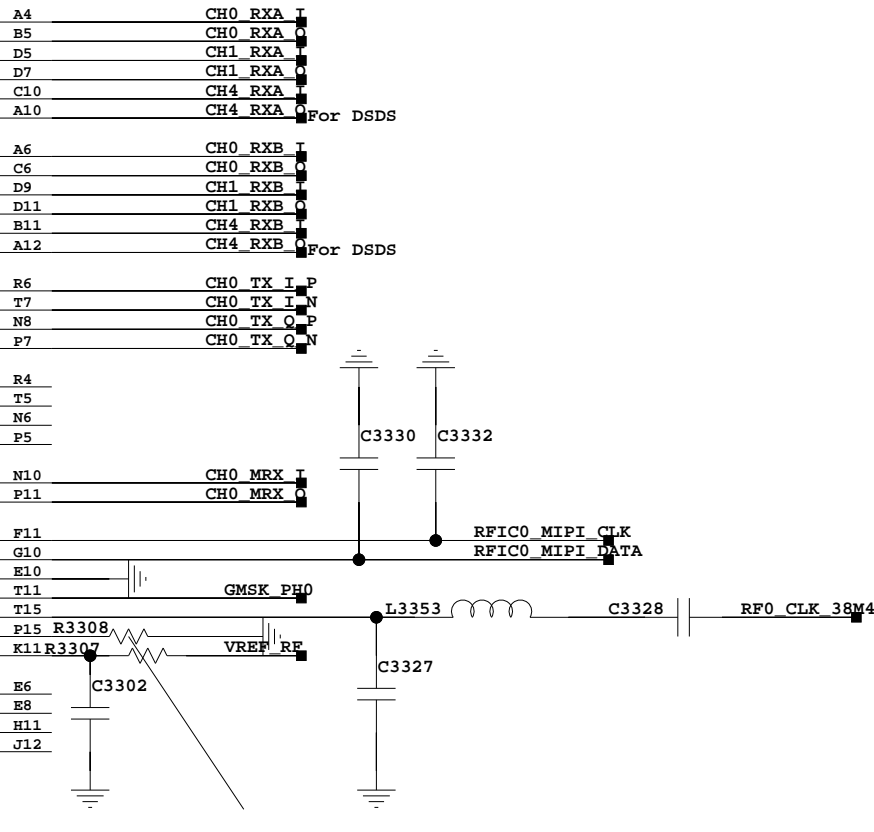 A4 CH0_RXA_I
B5 CH0_RXA_Q
D5 CH1_RXA_I
D7 CH1_RXA_Q
C10 CH4_RXA_I
A10 CH4_RXA_Q For DSDS
A6 CH0_RXB_I
C6 CH0_RXB_Q
D9 CH1_RXB_I
D11 CH1_RXB_Q
B11 CH4_RXB_I
A12 CH4_RXB_Q For DSDS
R6 CH0_TX_I_P
T7 CH0_TX_I_N
N8 CH0_TX_Q_P
P7 CH0_TX_Q_N
R4
T5
N6
P5 C3330 C3332
N10 CH0_MRX_I
P11 CH0_MRX_Q
F11 RFIC0_MIPI_CLK
G10 RFIC0_MIPI_DATA
E10
T11 GMSK_PH0
T15 L3353 C3328 RF0_CLK_38M4
P15 R3308
K11 R3307 VREF_RF
C3327
E6 C3302
E8
H11
J12